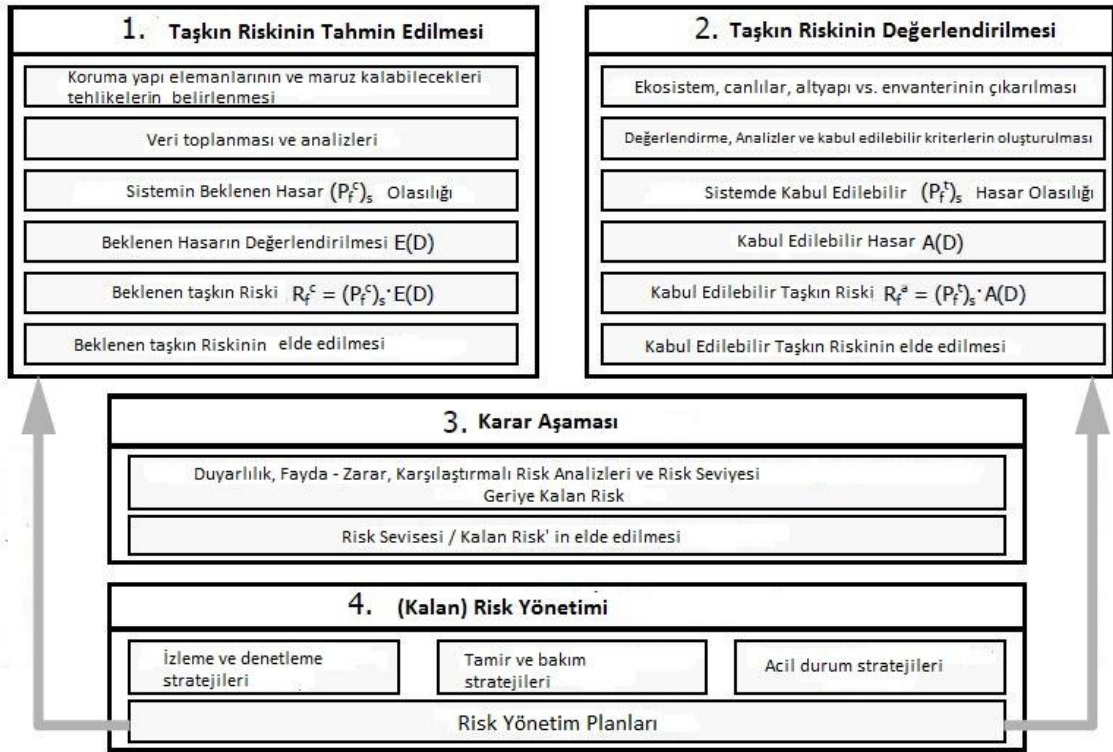 1. Taşkın Riskinin Tahmin Edilmesi
Koruma yapı elemanlarının ve maruz kalabilecekleri
tehlikelerin belirlenmesi
Veri toplanması ve analizleri
Sistemin Beklenen Hasar (P_f^c)_s Olasılığı
Beklenen Hasarın Değerlendirilmesi E(D)
Beklenen taşkın Riski R_f^c = (P_f^c)_s·E(D)
Beklenen taşkın Riskinin elde edilmesi
2. Taşkın Riskinin Değerlendirilmesi
Ekosistem, canlılar, altyapı vs. envanterinin çıkarılması
Değerlendirme, Analizler ve kabul edilebilir kriterlerin oluşturulması
Sistemde Kabul Edilebilir (P_f^t)_s Hasar Olasılığı
Kabul Edilebilir Hasar A(D)
Kabul Edilebilir Taşkın Riski R_f^a = (P_f^t)_s·A(D)
Kabul Edilebilir Taşkın Riskinin elde edilmesi
3. Karar Aşaması
Duyarlılık, Fayda - Zarar, Karşılaştırmalı Risk Analizleri ve Risk Seviyesi
Geriye Kalan Risk
Risk Sevisesi / Kalan Risk' in elde edilmesi
4. (Kalan) Risk Yönetimi
İzleme ve denetleme
stratejileri
Tamir ve bakım
stratejileri
Acil durum stratejileri
Risk Yönetim Planları